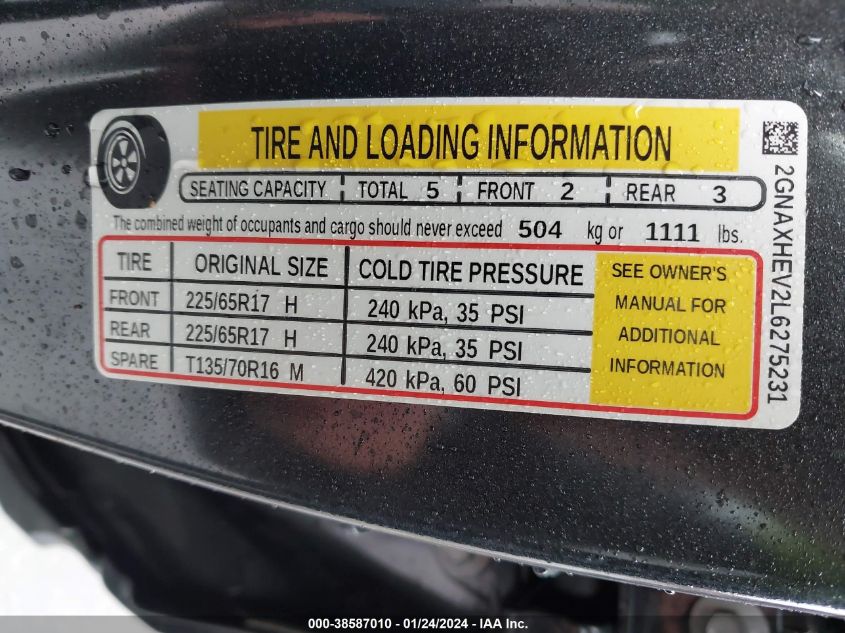 TIRE AND LOADING INFORMATION
SEATING CAPACITY TOTAL 5 FRONT 2 REAR 3
The combined weight of occupants and cargo should never exceed 504 kg or 1111 lbs.
TIRE ORIGINAL SIZE COLD TIRE PRESSURE
FRONT 225/65R17 H 240 kPa, 35 PSI
REAR 225/65R17 H 240 kPa, 35 PSI
SPARE T135/70R16 M 420 kPa, 60 PSI
SEE OWNER'S
MANUAL FOR
ADDITIONAL
INFORMATION
2GNAXHEV2L6275231
000-38587010 - 01/24/2024 - IAA Inc.